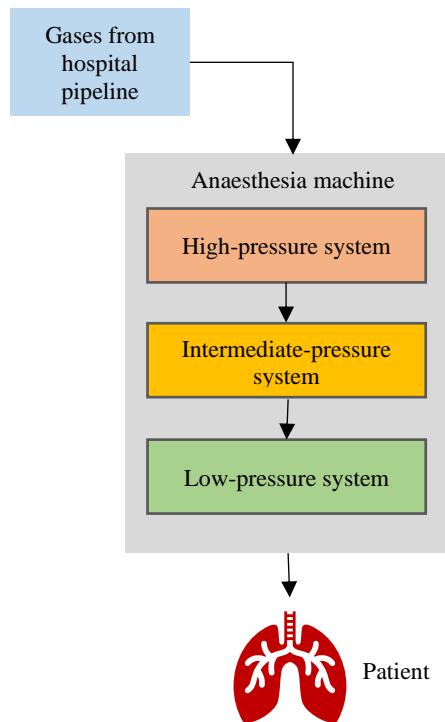 Gases from
hospital
pipeline
Anaesthesia machine
High-pressure system
Intermediate-pressure
system
Low-pressure system
Patient